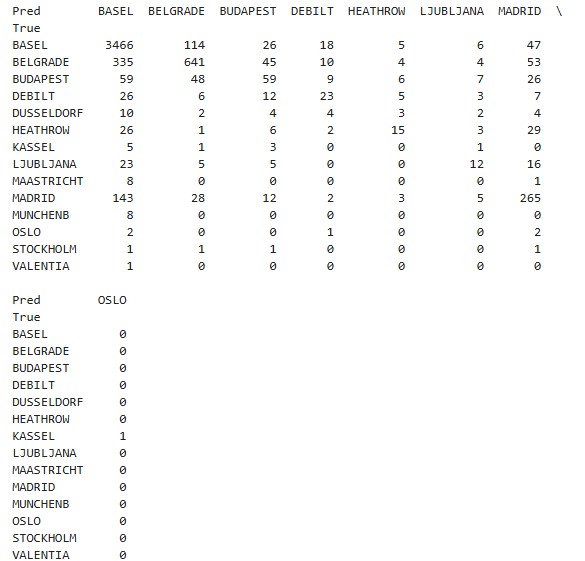 Pred BASEL BELGRADE BUDAPEST DEBILT HEATHROW LJUBLJANA MADRID \
True
BASEL 3466 114 26 18 5 6 47
BELGRADE 335 641 45 10 4 4 53
BUDAPEST 59 48 59 9 6 7 26
DEBILT 26 6 12 23 5 3 7
DUSSELDORF 10 2 4 4 3 2 4
HEATHROW 26 1 6 2 15 3 29
KASSEL 5 1 3 0 0 1 0
LJUBLJANA 23 5 5 0 0 12 16
MAASTRICHT 8 0 0 0 0 0 1
MADRID 143 28 12 2 3 5 265
MUNCHENB 8 0 0 0 0 0 0
OSLO 2 0 0 1 0 0 2
STOCKHOLM 1 1 1 0 0 0 1
VALENTIA 1 0 0 0 0 0 0
Pred OSLO
True
BASEL 0
BELGRADE 0
BUDAPEST 0
DEBILT 0
DUSSELDORF 0
HEATHROW 0
KASSEL 1
LJUBLJANA 0
MAASTRICHT 0
MADRID 0
MUNCHENB 0
OSLO 0
STOCKHOLM 0
VALENTIA 0